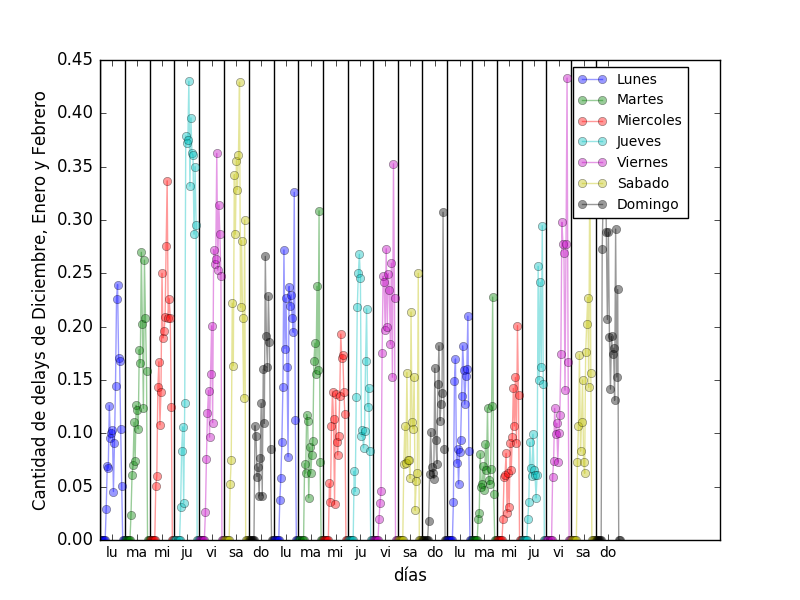 Cantidad de delays de Diciembre, Enero y Febrero
0.45
0.40
0.35
0.30
0.25
0.20
0.15
0.10
0.05
0.00
Lunes
Martes
Miercoles
Jueves
Viernes
Sabado
Domingo
lu ma mi ju vi sa do lu ma mi ju vi sa do lu ma mi ju vi sa do
días